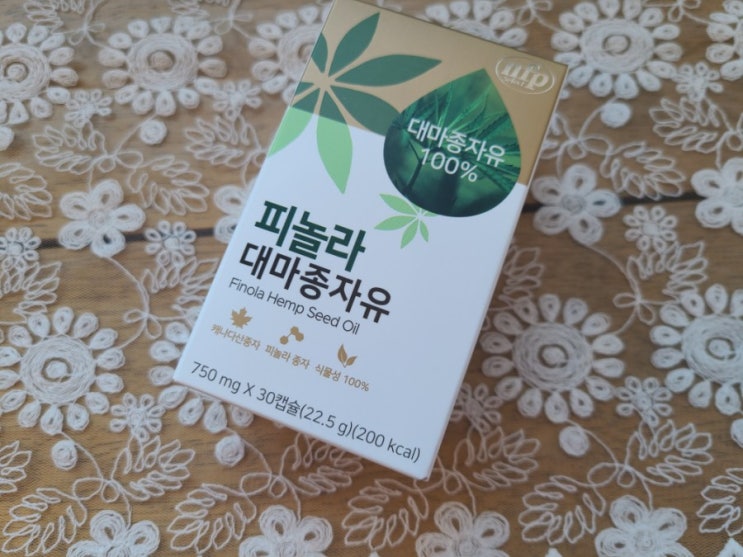 대마종자유
100%
피놀라
대마종자유
Finola Hemp Seed Oil
캐나다산종자 피놀라 종자 식물성 100%
750 mg X 30캡슐(22.5 g)(200 kcal)